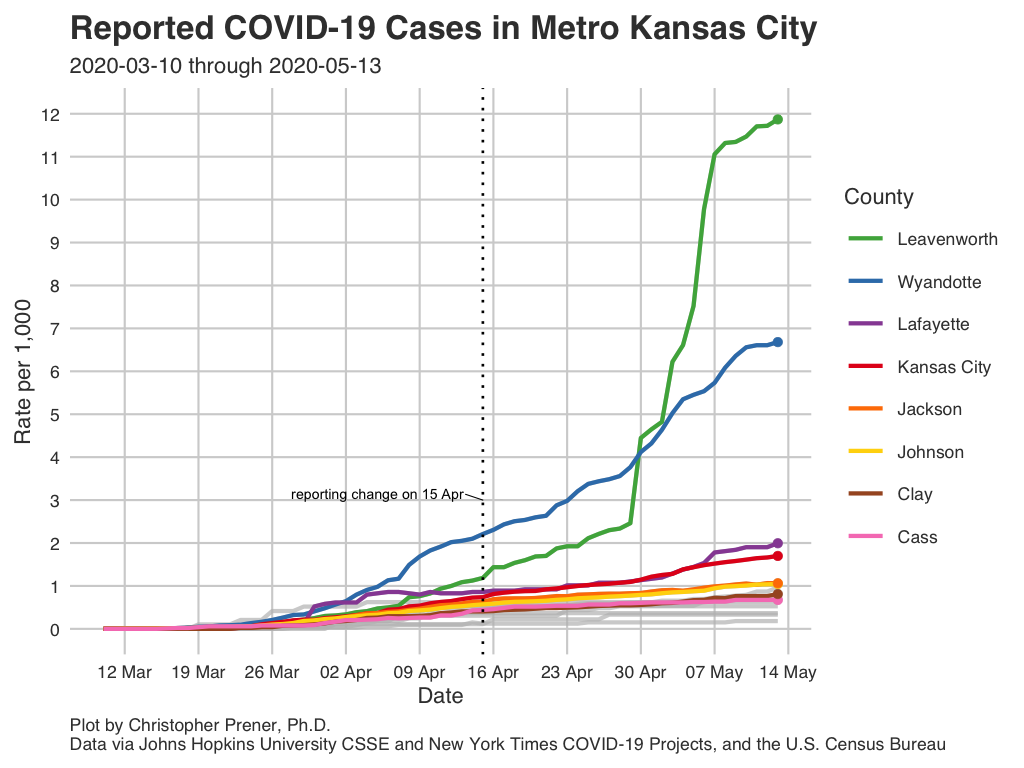 Reported COVID-19 Cases in Metro Kansas City
2020-03-10 through 2020-05-13
Rate per 1,000
12
11
10
9
8
7
6
5
4
3
2
1
0
reporting change on 15 Apr
12 Mar 19 Mar 26 Mar 02 Apr 09 Apr 16 Apr 23 Apr 30 Apr 07 May 14 May
Date
County
Leavenworth
Wyandotte
Lafayette
Kansas City
Jackson
Johnson
Clay
Cass
Plot by Christopher Prener, Ph.D.
Data via Johns Hopkins University CSSE and New York Times COVID-19 Projects, and the U.S. Census Bureau